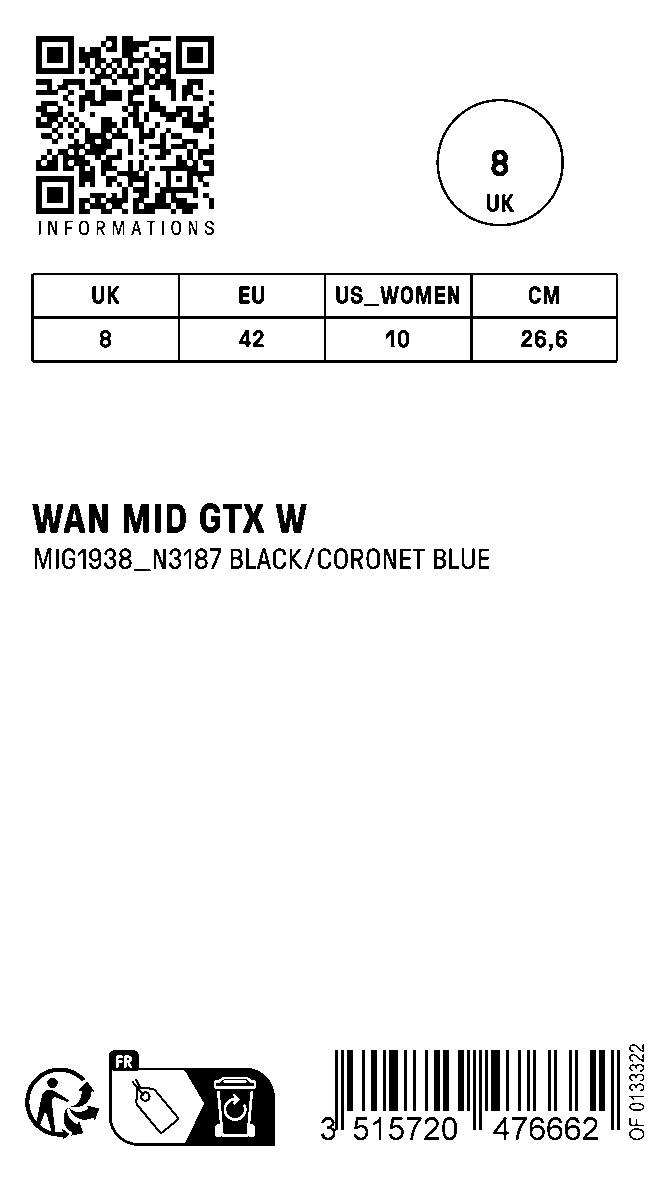 INFORMATIONS
8
UK
UK EU US_WOMEN CM
8 42 10 26,6
WAN MID GTX W
MIG1938_N3187 BLACK/CORONET BLUE
FR
3 515720 476662
OF 0133322